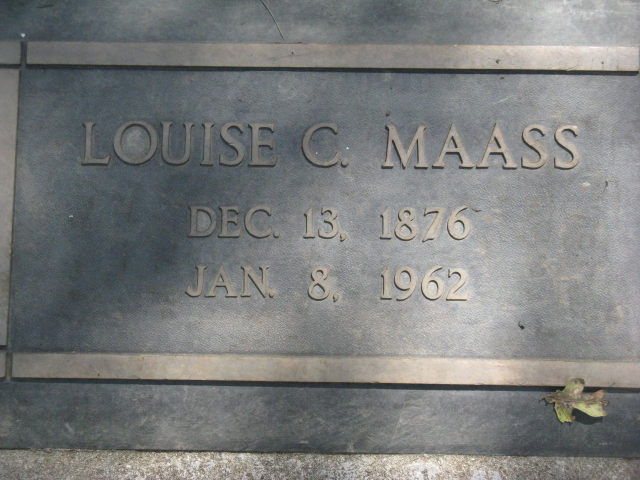 LOUISE C. MAASS
DEC. 13, 1876
JAN. 8, 1962